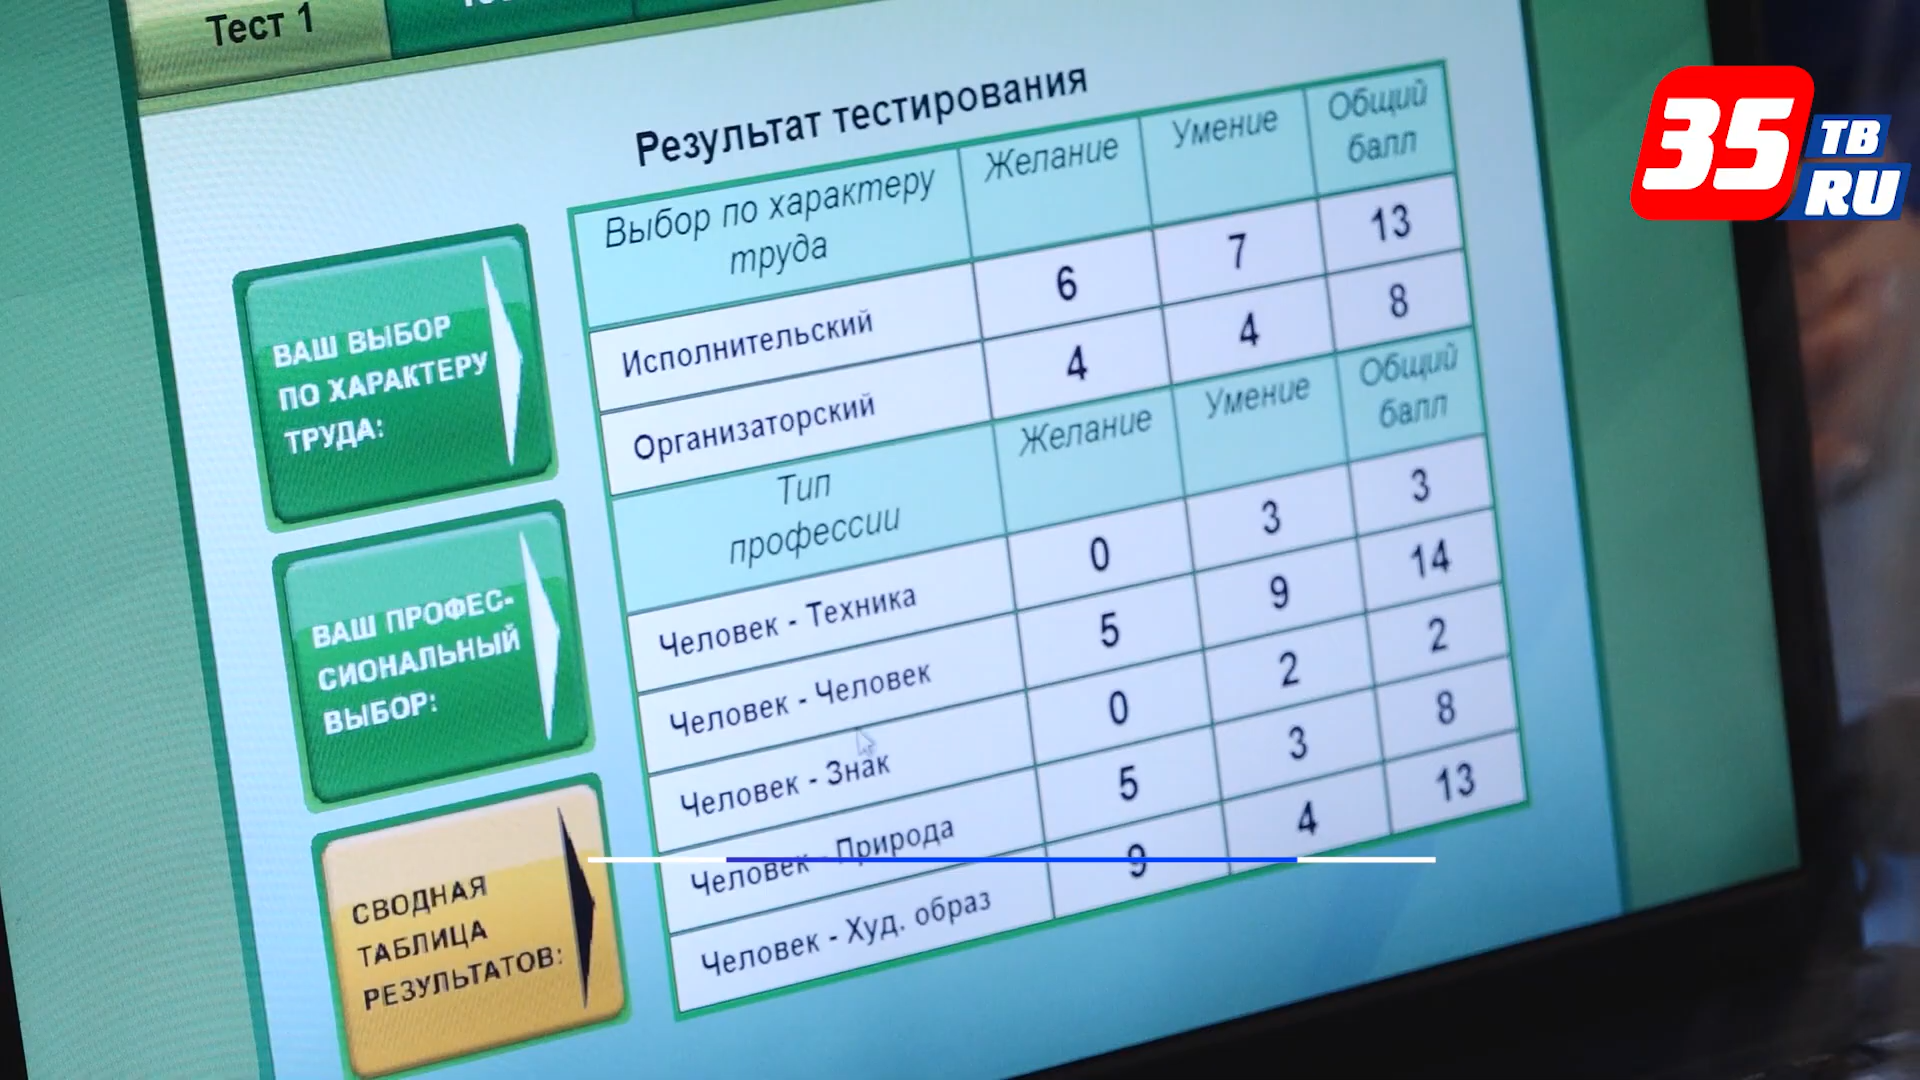 Тест 1
35
ТВ
RU
Результат тестирования
Выбор по характеру труда Желание Умение Общий балл
Исполнительский 6 7 13
Организаторский 4 4 8
Тип профессии Желание Умение Общий балл
Человек - Техника 0 3 3
Человек - Человек 5 9 14
Человек - Знак 0 2 2
Человек - Природа 5 3 8
Человек - Худ. образ 9 4 13
ВАШ ВЫБОР
ПО ХАРАКТЕРУ
ТРУДА:
ВАШ ПРОФЕС-
СИОНАЛЬНЫЙ
ВЫБОР:
СВОДНАЯ
ТАБЛИЦА
РЕЗУЛЬТАТОВ: